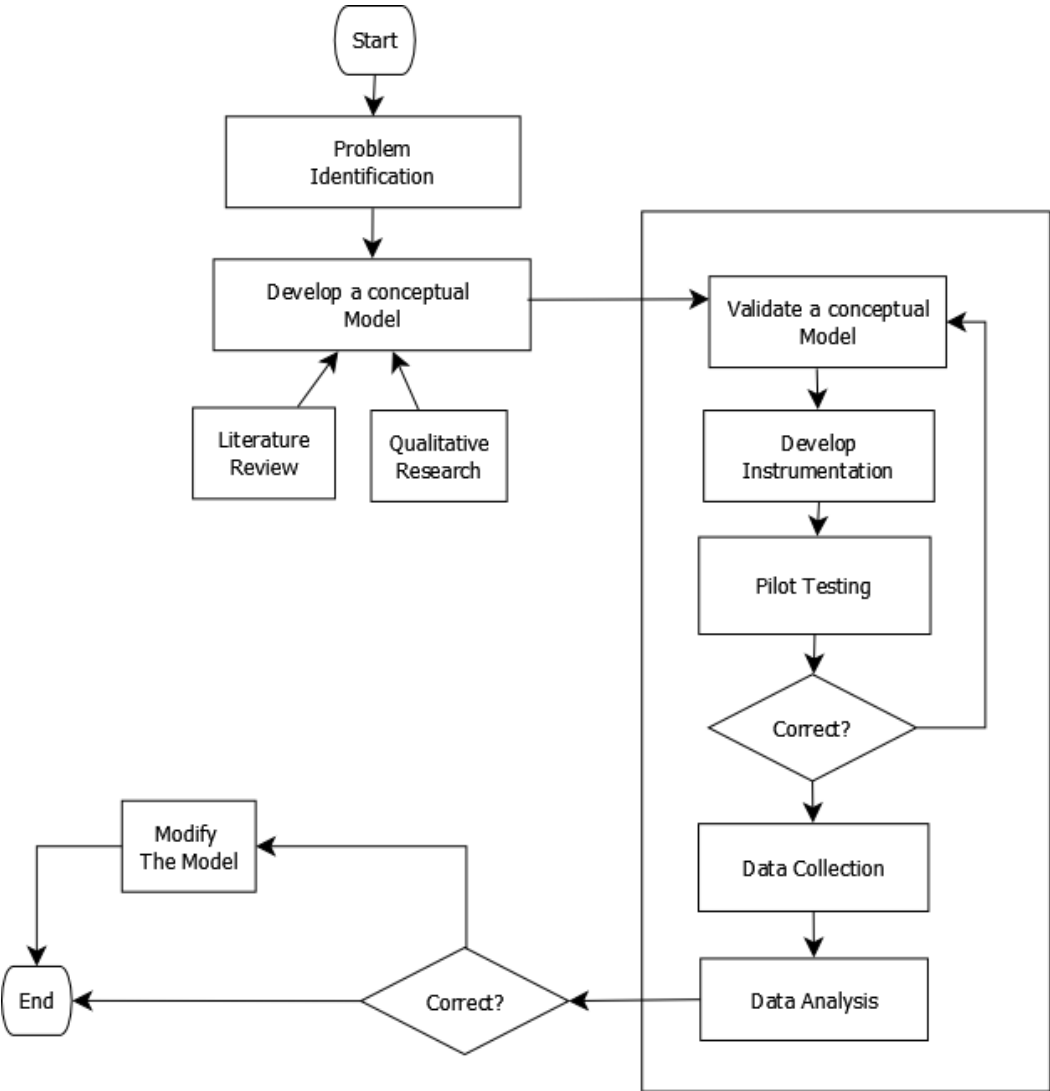 Start
Problem
Identification
Develop a conceptual
Model
Literature
Review
Qualitative
Research
Validate a conceptual
Model
Develop
Instrumentation
Pilot Testing
Correct?
Data Collection
Data Analysis
Correct?
Modify
The Model
End